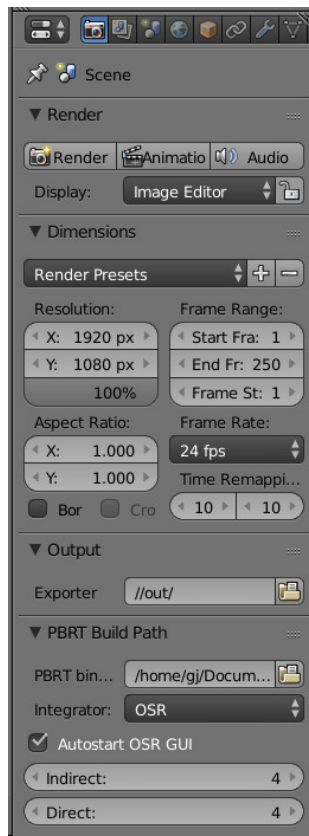 Scene
Render
Render Animatio Audio
Display: Image Editor
Dimensions
Render Presets
Resolution: Frame Range:
X: 1920 px Start Fra: 1
Y: 1080 px End Fr: 250
100% Frame St: 1
Aspect Ratio: Frame Rate:
X: 1.000 24 fps
Y: 1.000 Time Remappi...
Bor Cro 10 10
Output
Exporter //out/
PBRT Build Path
PBRT bin... /home/gj/Docum...
Integrator: OSR
Autostart OSR GUI
Indirect: 4
Direct: 4